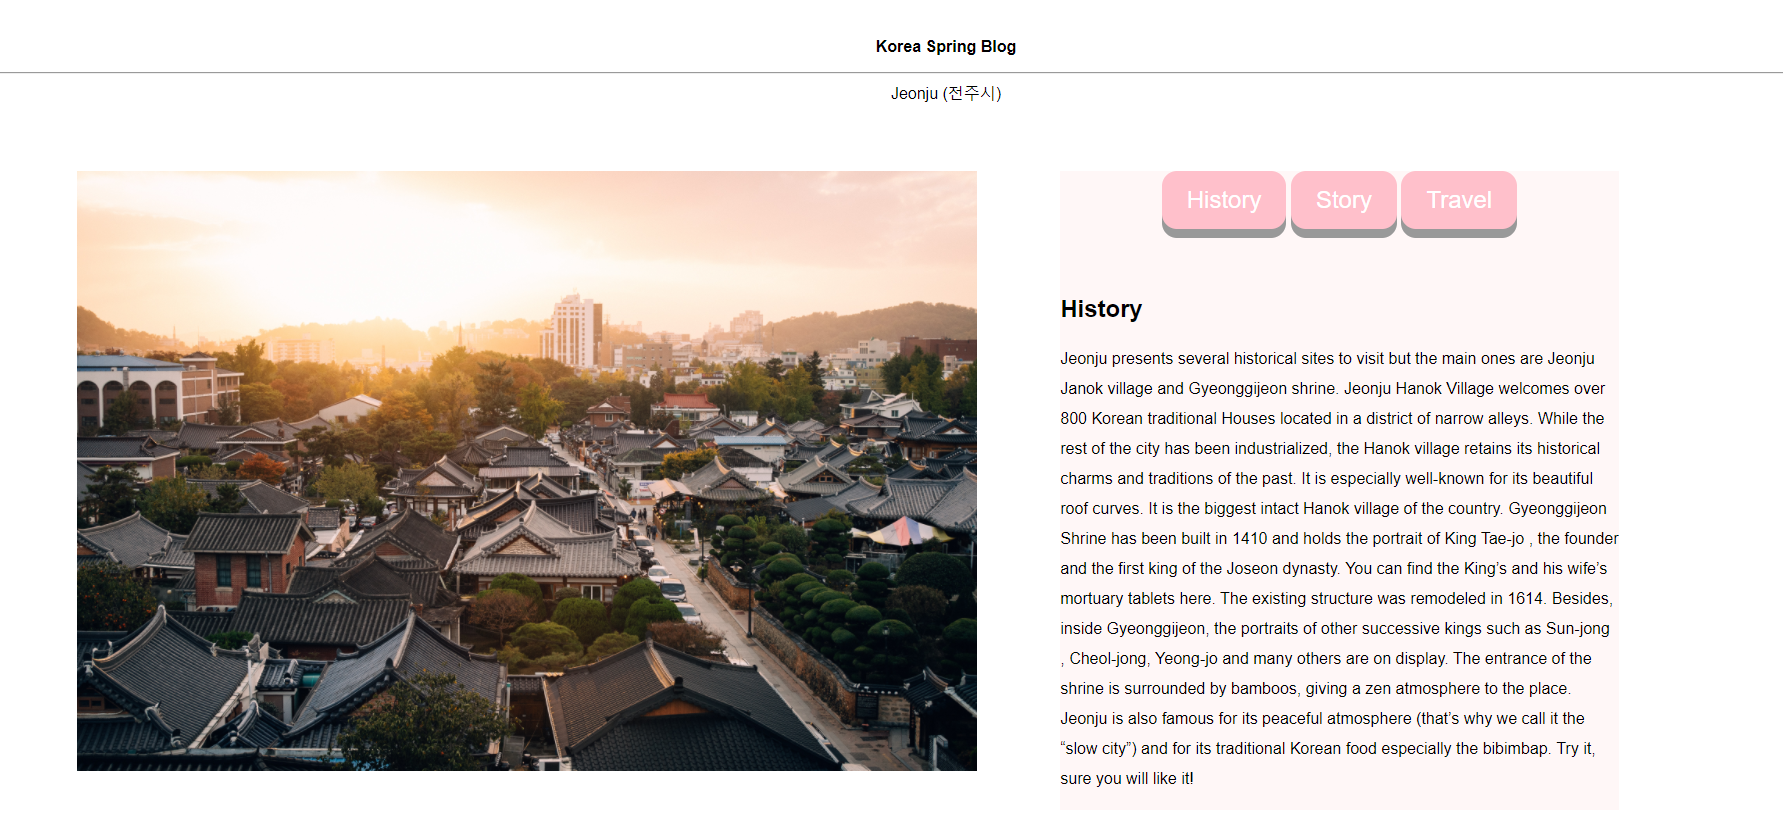 Korea Spring Blog
Jeonju (전주시)
History Story Travel
History
Jeonju presents several historical sites to visit but the main ones are Jeonju
Janok village and Gyeonggijeon shrine. Jeonju Hanok Village welcomes over
800 Korean traditional Houses located in a district of narrow alleys. While the
rest of the city has been industrialized, the Hanok village retains its historical
charms and traditions of the past. It is especially well-known for its beautiful
roof curves. It is the biggest intact Hanok village of the country. Gyeonggijeon
Shrine has been built in 1410 and holds the portrait of King Tae-jo , the founder
and the first king of the Joseon dynasty. You can find the King’s and his wife’s
mortuary tablets here. The existing structure was remodeled in 1614. Besides,
inside Gyeonggijeon, the portraits of other successive kings such as Sun-jong
, Cheol-jong, Yeong-jo and many others are on display. The entrance of the
shrine is surrounded by bamboos, giving a zen atmosphere to the place.
Jeonju is also famous for its peaceful atmosphere (that’s why we call it the
“slow city”) and for its traditional Korean food especially the bibimbap. Try it,
sure you will like it!